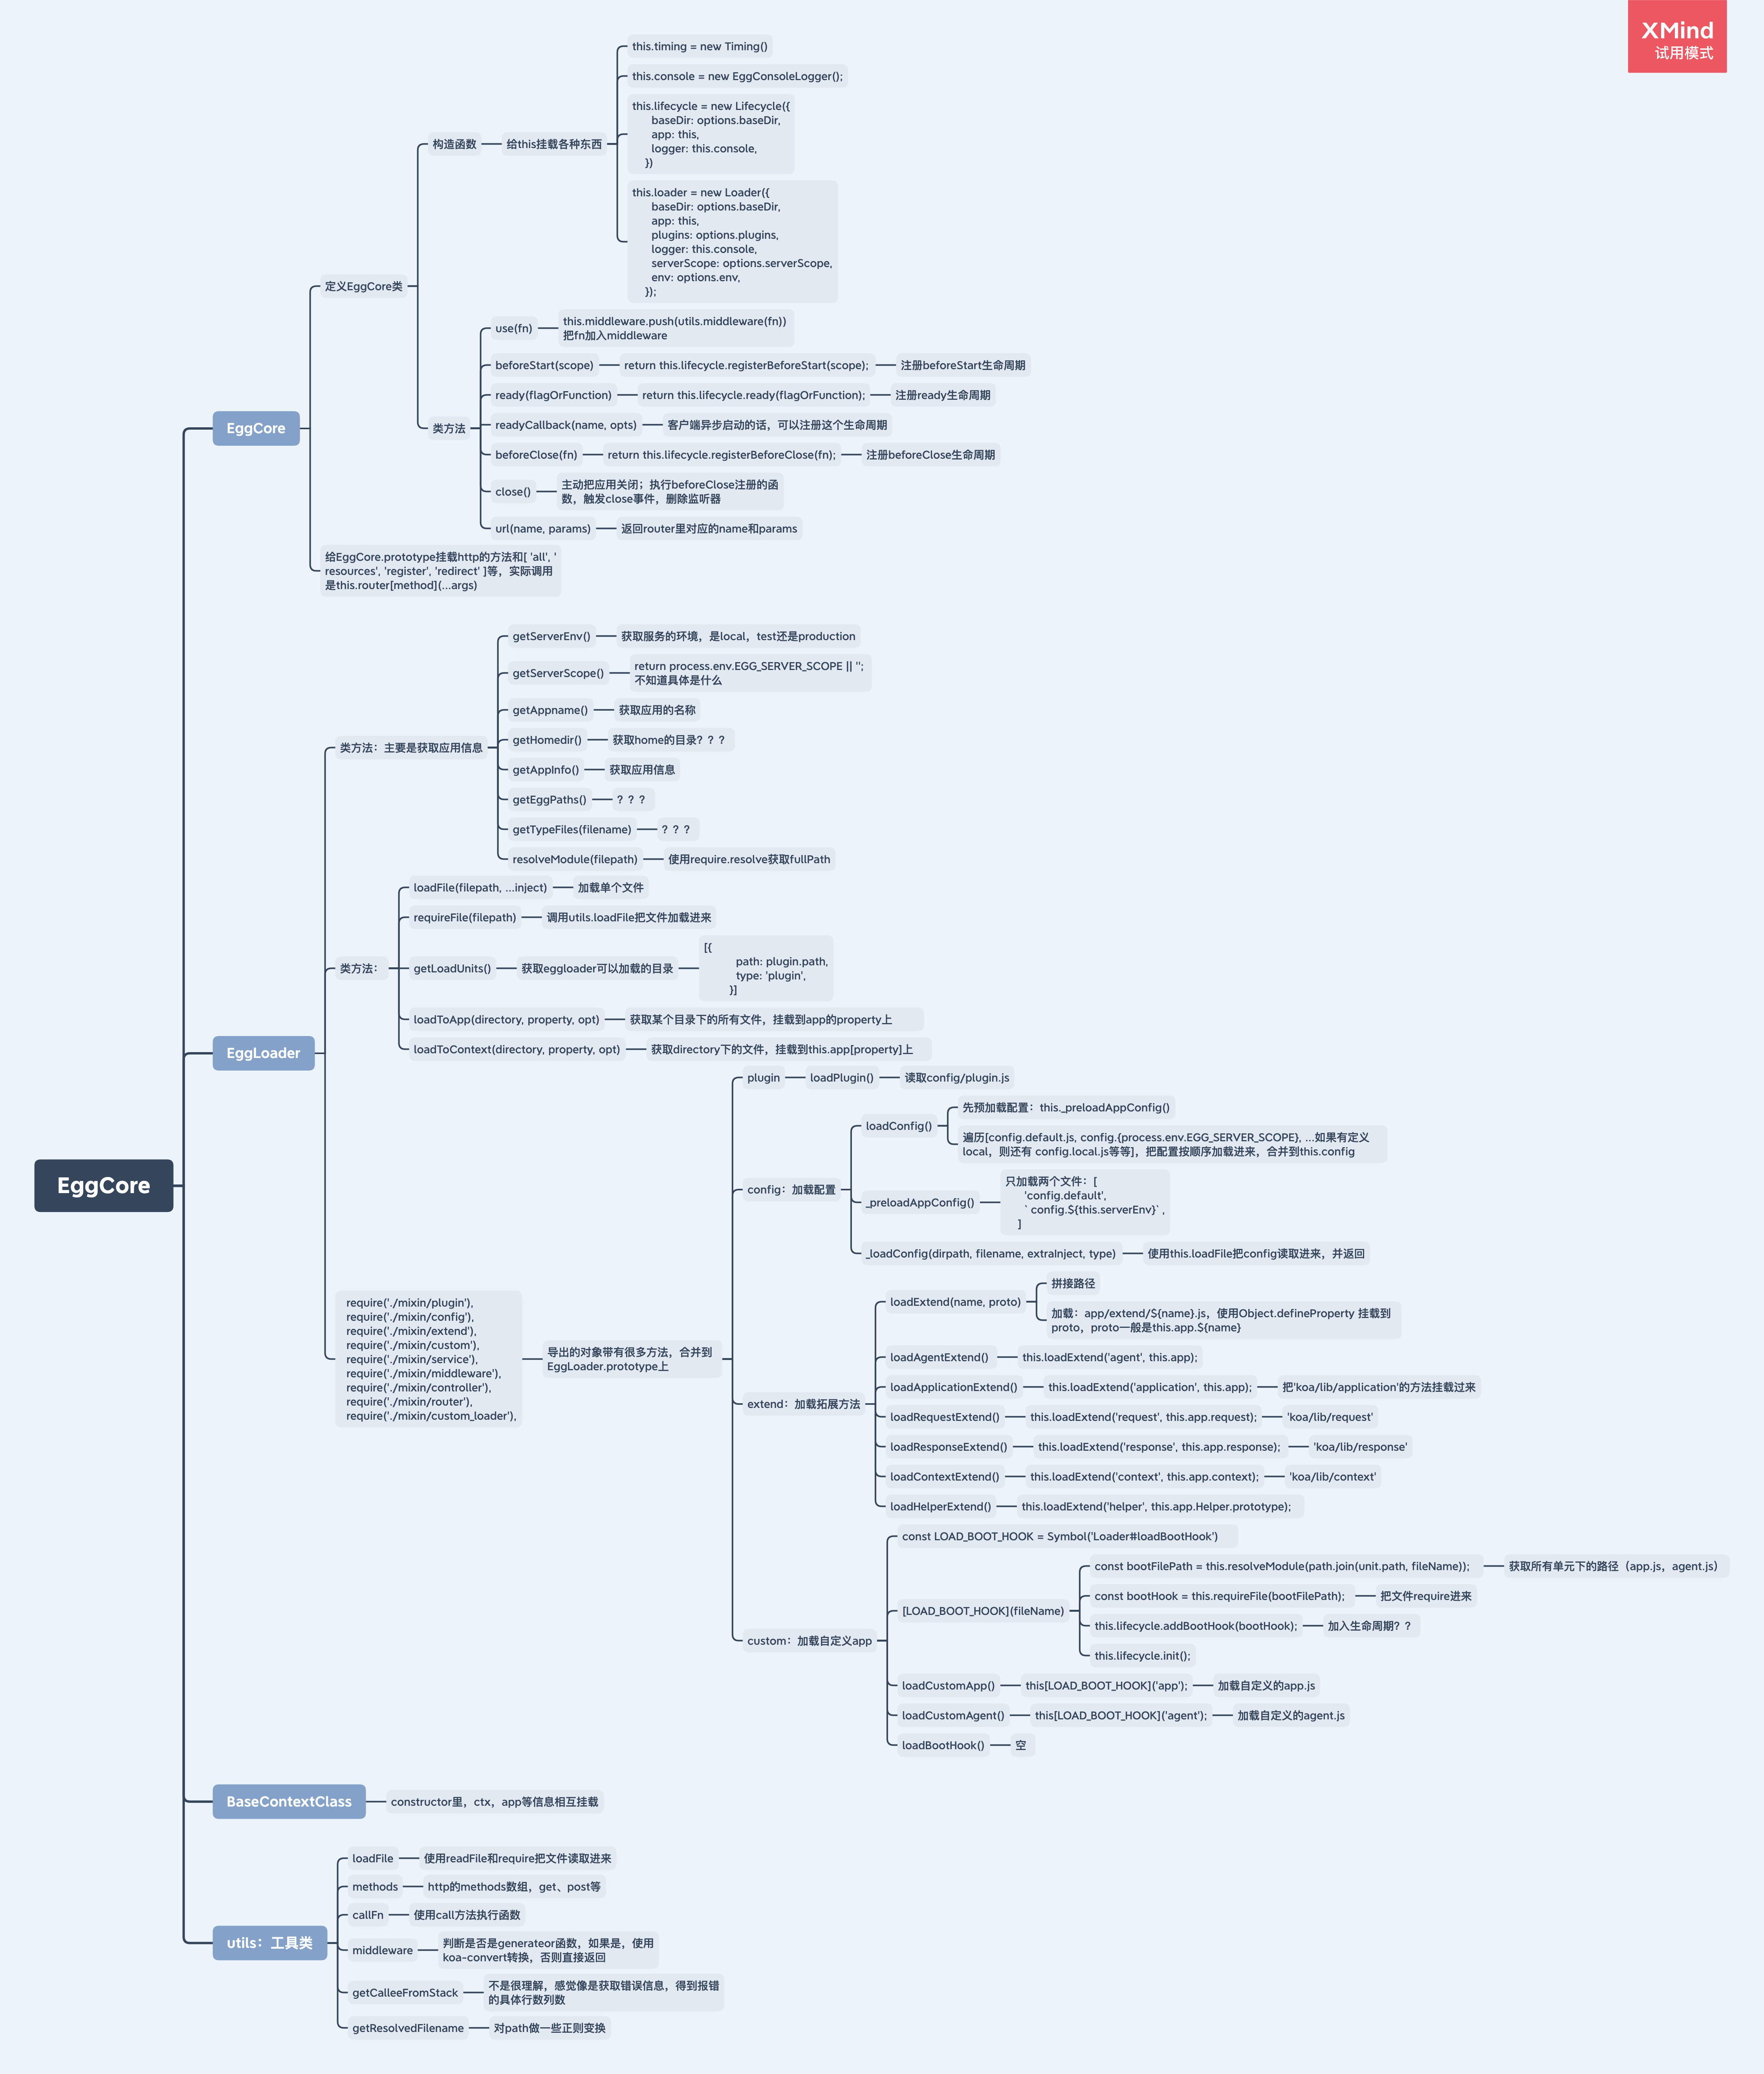 XMind
试用模式
EggCore
EggCore
定义EggCore类
构造函数
给this挂载各种东西
this.timing = new Timing()
this.console = new EggConsoleLogger();
this.lifecycle = new Lifecycle({
baseDir: options.baseDir,
app: this,
logger: this.console,
})
this.loader = new Loader({
baseDir: options.baseDir,
app: this,
plugins: options.plugins,
logger: this.console,
serverScope: options.serverScope,
env: options.env,
});
类方法
use(fn)
this.middleware.push(utils.middleware(fn))
把fn加入middleware
beforeStart(scope)
return this.lifecycle.registerBeforeStart(scope);
注册beforeStart生命周期
ready(flagOrFunction)
return this.lifecycle.ready(flagOrFunction);
注册ready生命周期
readyCallback(name, opts)
客户端异步启动的话，可以注册这个生命周期
beforeClose(fn)
return this.lifecycle.registerBeforeClose(fn);
注册beforeClose生命周期
close()
主动把应用关闭；执行beforeClose注册的函
数，触发close事件，删除监听器
url(name, params)
返回router里对应的name和params
给EggCore.prototype挂载http的方法和[ 'all', '
resources', 'register', 'redirect' ]等，实际调用
是this.router[method](...args)
EggLoader
类方法：主要是获取应用信息
getServerEnv()
获取服务的环境，是local，test还是production
getServerScope()
return process.env.EGG_SERVER_SCOPE || '';
不知道具体是什么
getAppname()
获取应用的名称
getHomedir()
获取home的目录？？？
getAppInfo()
获取应用信息
getEggPaths()
？？？
getTypeFiles(filename)
？？？
resolveModule(filepath)
使用require.resolve获取fullPath
类方法：
loadFile(filepath, ...inject)
加载单个文件
requireFile(filepath)
调用utils.loadFile把文件加载进来
getLoadUnits()
获取eggloader可以加载的目录
[{
path: plugin.path,
type: 'plugin',
}]
loadToApp(directory, property, opt)
获取某个目录下的所有文件，挂载到app的property上
loadToContext(directory, property, opt)
获取directory下的文件，挂载到this.app[property]上
require('./mixin/plugin'),
require('./mixin/config'),
require('./mixin/extend'),
require('./mixin/custom'),
require('./mixin/service'),
require('./mixin/middleware'),
require('./mixin/controller'),
require('./mixin/router'),
require('./mixin/custom_loader'),
导出的对象带有很多方法，合并到
EggLoader.prototype上
plugin
loadPlugin()
读取config/plugin.js
config：加载配置
loadConfig()
先预加载配置：this._preloadAppConfig()
遍历[config.default.js, config.{process.env.EGG_SERVER_SCOPE}, ...如果有定义
local，则还有 config.local.js等等]，把配置按顺序加载进来，合并到this.config
_preloadAppConfig()
只加载两个文件：[
'config.default',
` config.${this.serverEnv}` ,
]
_loadConfig(dirpath, filename, extraInject, type)
使用this.loadFile把config读取进来，并返回
extend：加载拓展方法
loadExtend(name, proto)
拼接路径
加载：app/extend/${name}.js，使用Object.defineProperty 挂载到
proto，proto一般是this.app.${name}
loadAgentExtend()
this.loadExtend('agent', this.app);
loadApplicationExtend()
this.loadExtend('application', this.app);
把'koa/lib/application'的方法挂载过来
loadRequestExtend()
this.loadExtend('request', this.app.request);
'koa/lib/request'
loadResponseExtend()
this.loadExtend('response', this.app.response);
'koa/lib/response'
loadContextExtend()
this.loadExtend('context', this.app.context);
'koa/lib/context'
loadHelperExtend()
this.loadExtend('helper', this.app.Helper.prototype);
custom：加载自定义app
const LOAD_BOOT_HOOK = Symbol('Loader#loadBootHook')
[LOAD_BOOT_HOOK](fileName)
const bootFilePath = this.resolveModule(path.join(unit.path, fileName));
获取所有单元下的路径（app.js，agent.js）
const bootHook = this.requireFile(bootFilePath);
把文件require进来
this.lifecycle.addBootHook(bootHook);
加入生命周期？？
this.lifecycle.init();
loadCustomApp()
this[LOAD_BOOT_HOOK]('app');
加载自定义的app.js
loadCustomAgent()
this[LOAD_BOOT_HOOK]('agent');
加载自定义的agent.js
loadBootHook()
空
BaseContextClass
constructor里，ctx，app等信息相互挂载
utils：工具类
loadFile
使用readFile和require把文件读取进来
methods
http的methods数组，get、post等
callFn
使用call方法执行函数
middleware
判断是否是generateor函数，如果是，使用
koa-convert转换，否则直接返回
getCalleeFromStack
不是很理解，感觉像是获取错误信息，得到报错
的具体行数列数
getResolvedFilename
对path做一些正则变换